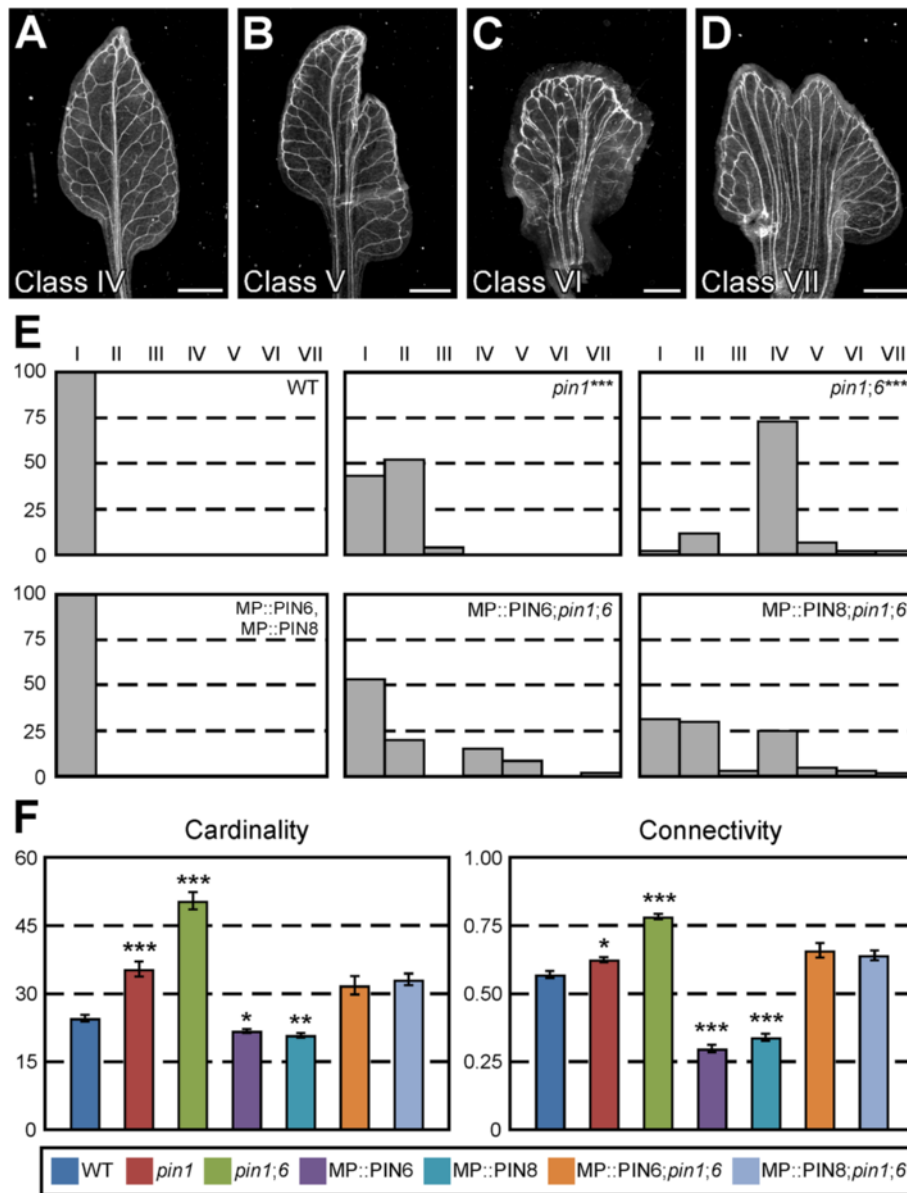 A B C D
Class IV Class V Class VI Class VII
E
I II III IV V VI VII I II III IV V VI VII I II III IV V VI VII
100
75
50
25
0
WT
pin1***
pin1;6***
100
75
50
25
0
MP::PIN6,
MP::PIN8
MP::PIN6;pin1;6
MP::PIN8;pin1;6
F
Cardinality
60
45
30
15
0
*** *** * **
Connectivity
1.00
0.75
0.50
0.25
0
* *** *** ***
WT pin1 pin1;6 MP::PIN6 MP::PIN8 MP::PIN6;pin1;6 MP::PIN8;pin1;6